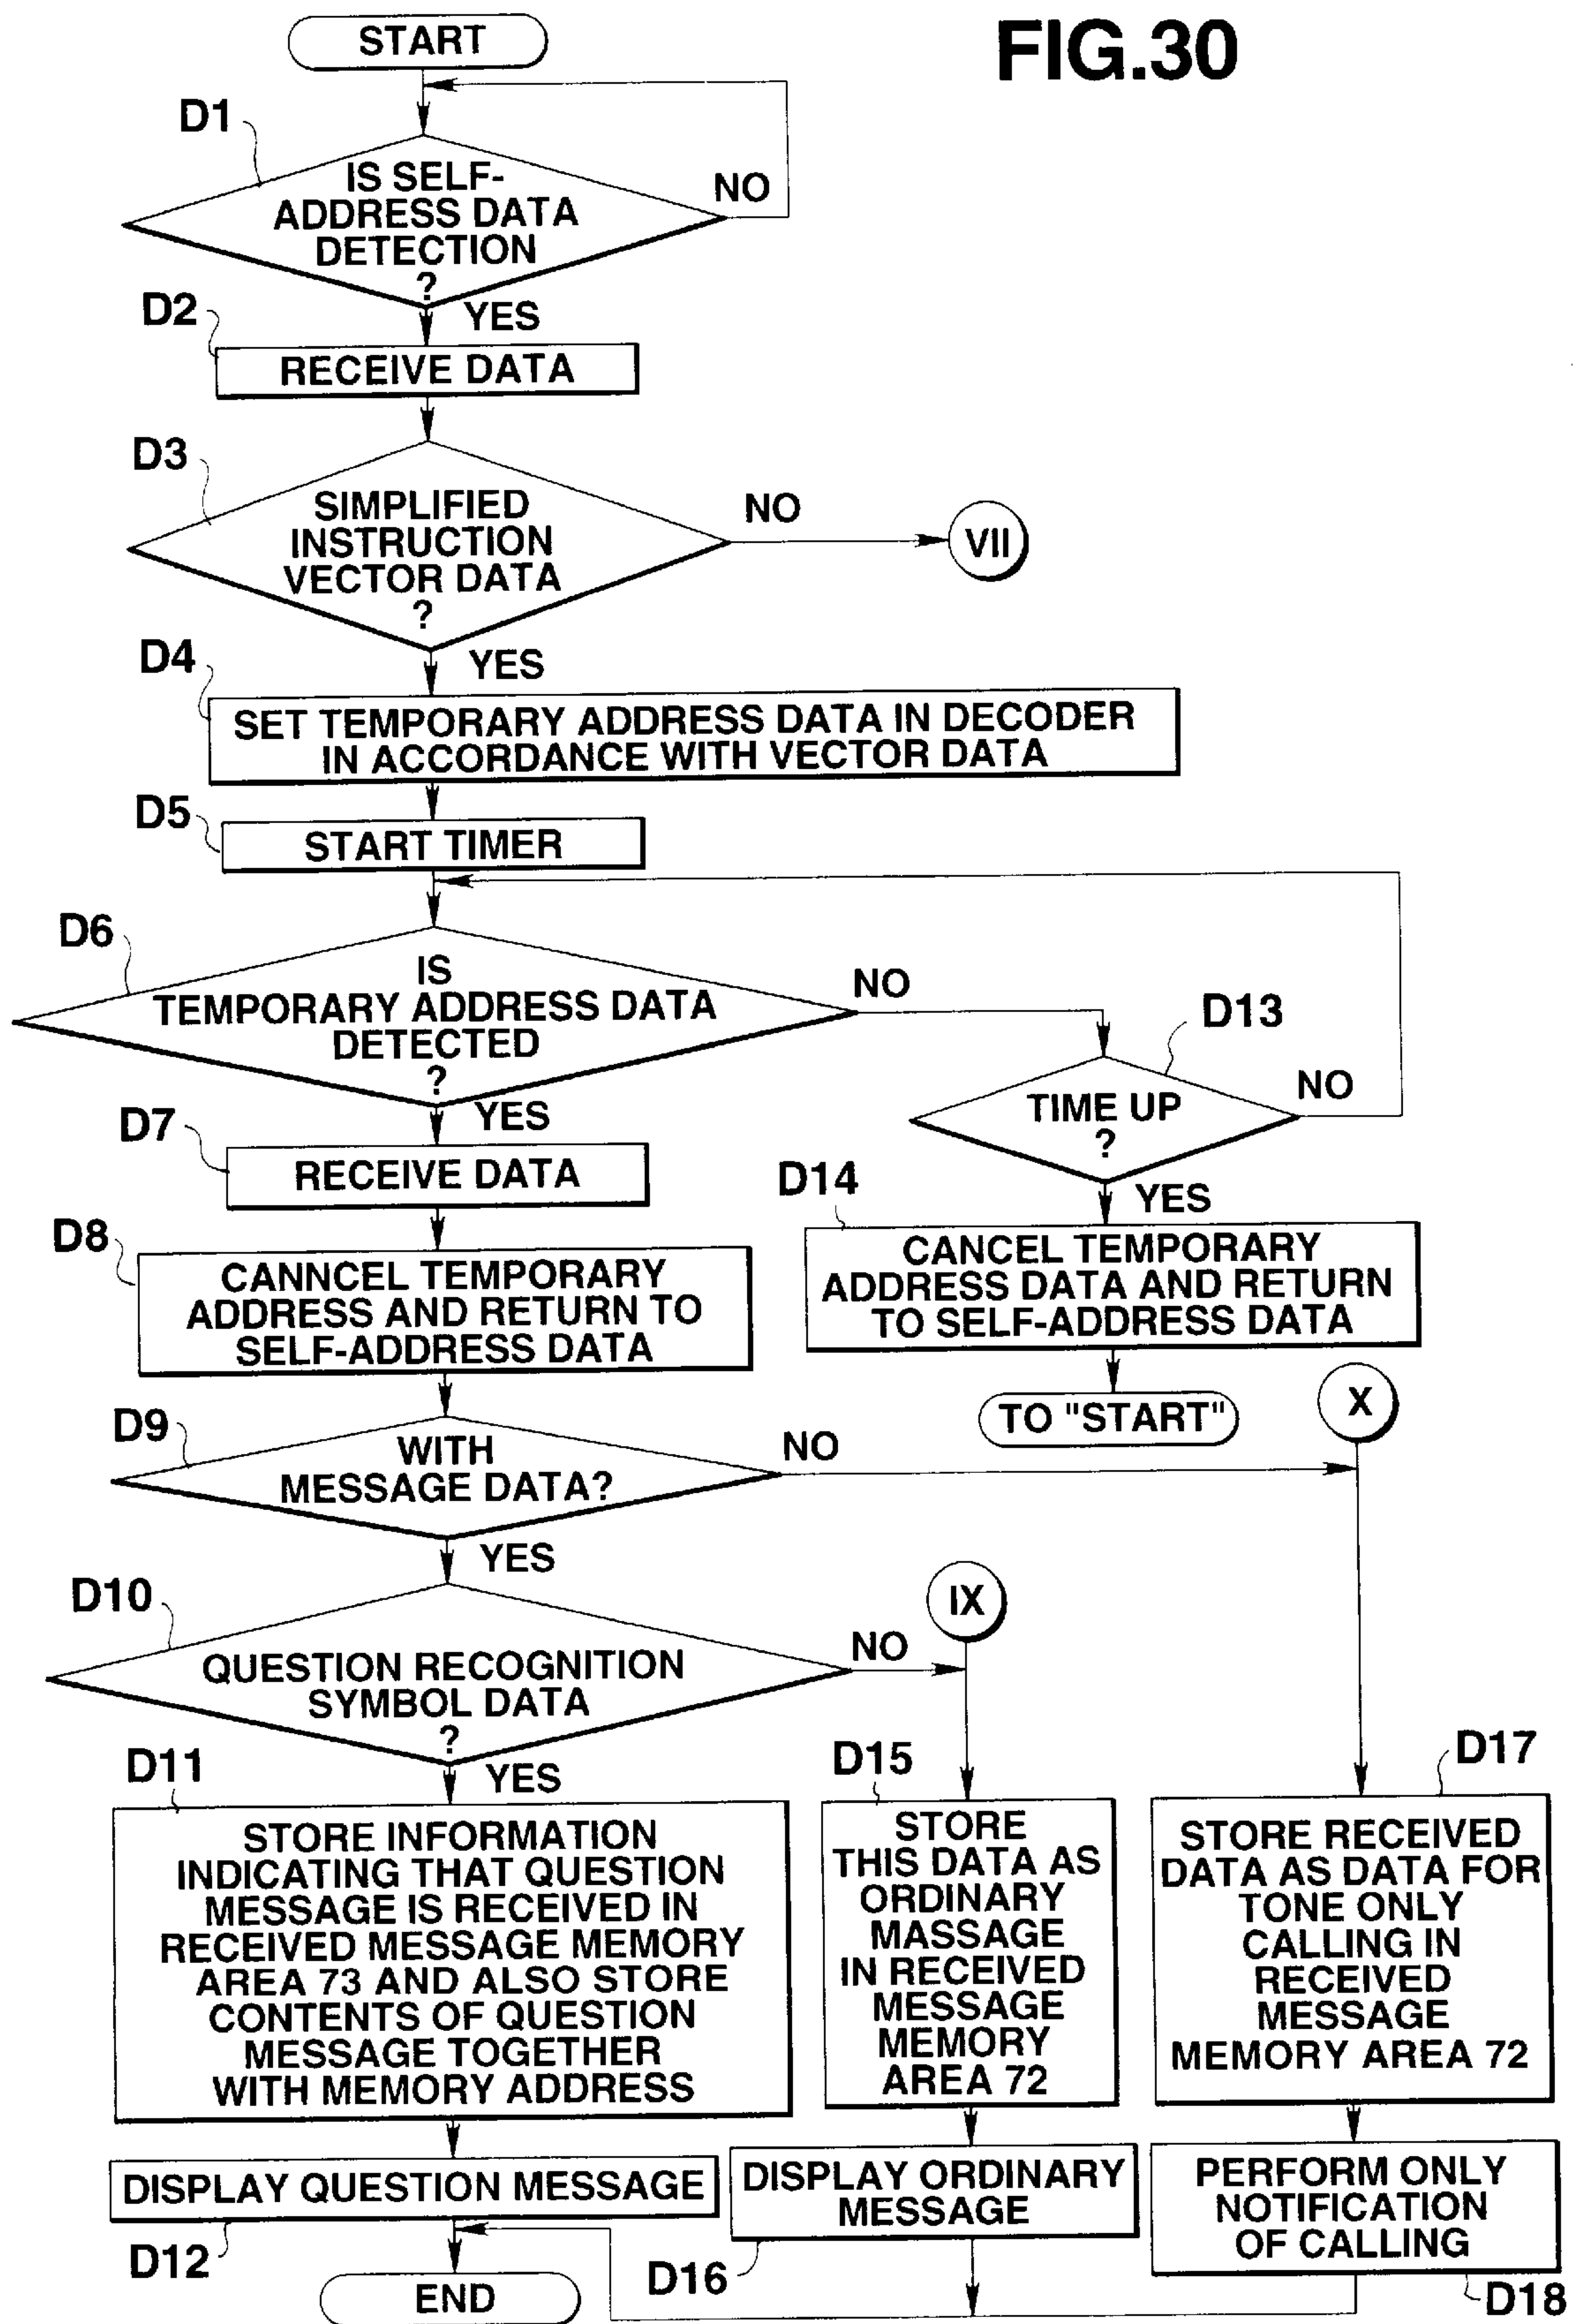 FIG.30
START
D1
IS SELF-
ADDRESS DATA
DETECTION
?
NO
YES
D2
RECEIVE DATA
D3
SIMPLIFIED
INSTRUCTION
VECTOR DATA
?
NO
VII
YES
D4
SET TEMPORARY ADDRESS DATA IN DECODER
IN ACCORDANCE WITH VECTOR DATA
D5
START TIMER
D6
IS
TEMPORARY ADDRESS DATA
DETECTED
?
NO
YES
D13
TIME UP
?
NO
YES
D7
RECEIVE DATA
D14
CANCEL TEMPORARY
ADDRESS DATA AND RETURN
TO SELF-ADDRESS DATA
TO "START"
D8
CANNCEL TEMPORARY
ADDRESS AND RETURN TO
SELF-ADDRESS DATA
D9
WITH
MESSAGE DATA?
NO
X
YES
D10
QUESTION RECOGNITION
SYMBOL DATA
?
NO
IX
YES
D11
STORE INFORMATION
INDICATING THAT QUESTION
MESSAGE IS RECEIVED IN
RECEIVED MESSAGE MEMORY
AREA 73 AND ALSO STORE
CONTENTS OF QUESTION
MESSAGE TOGETHER
WITH MEMORY ADDRESS
D15
STORE
THIS DATA AS
ORDINARY
MASSAGE
IN RECEIVED
MESSAGE
MEMORY
AREA 72
D17
STORE RECEIVED
DATA AS DATA FOR
TONE ONLY
CALLING IN
RECEIVED
MESSAGE
MEMORY AREA 72
DISPLAY QUESTION MESSAGE
D12
DISPLAY ORDINARY
MESSAGE
D16
PERFORM ONLY
NOTIFICATION
OF CALLING
D18
END